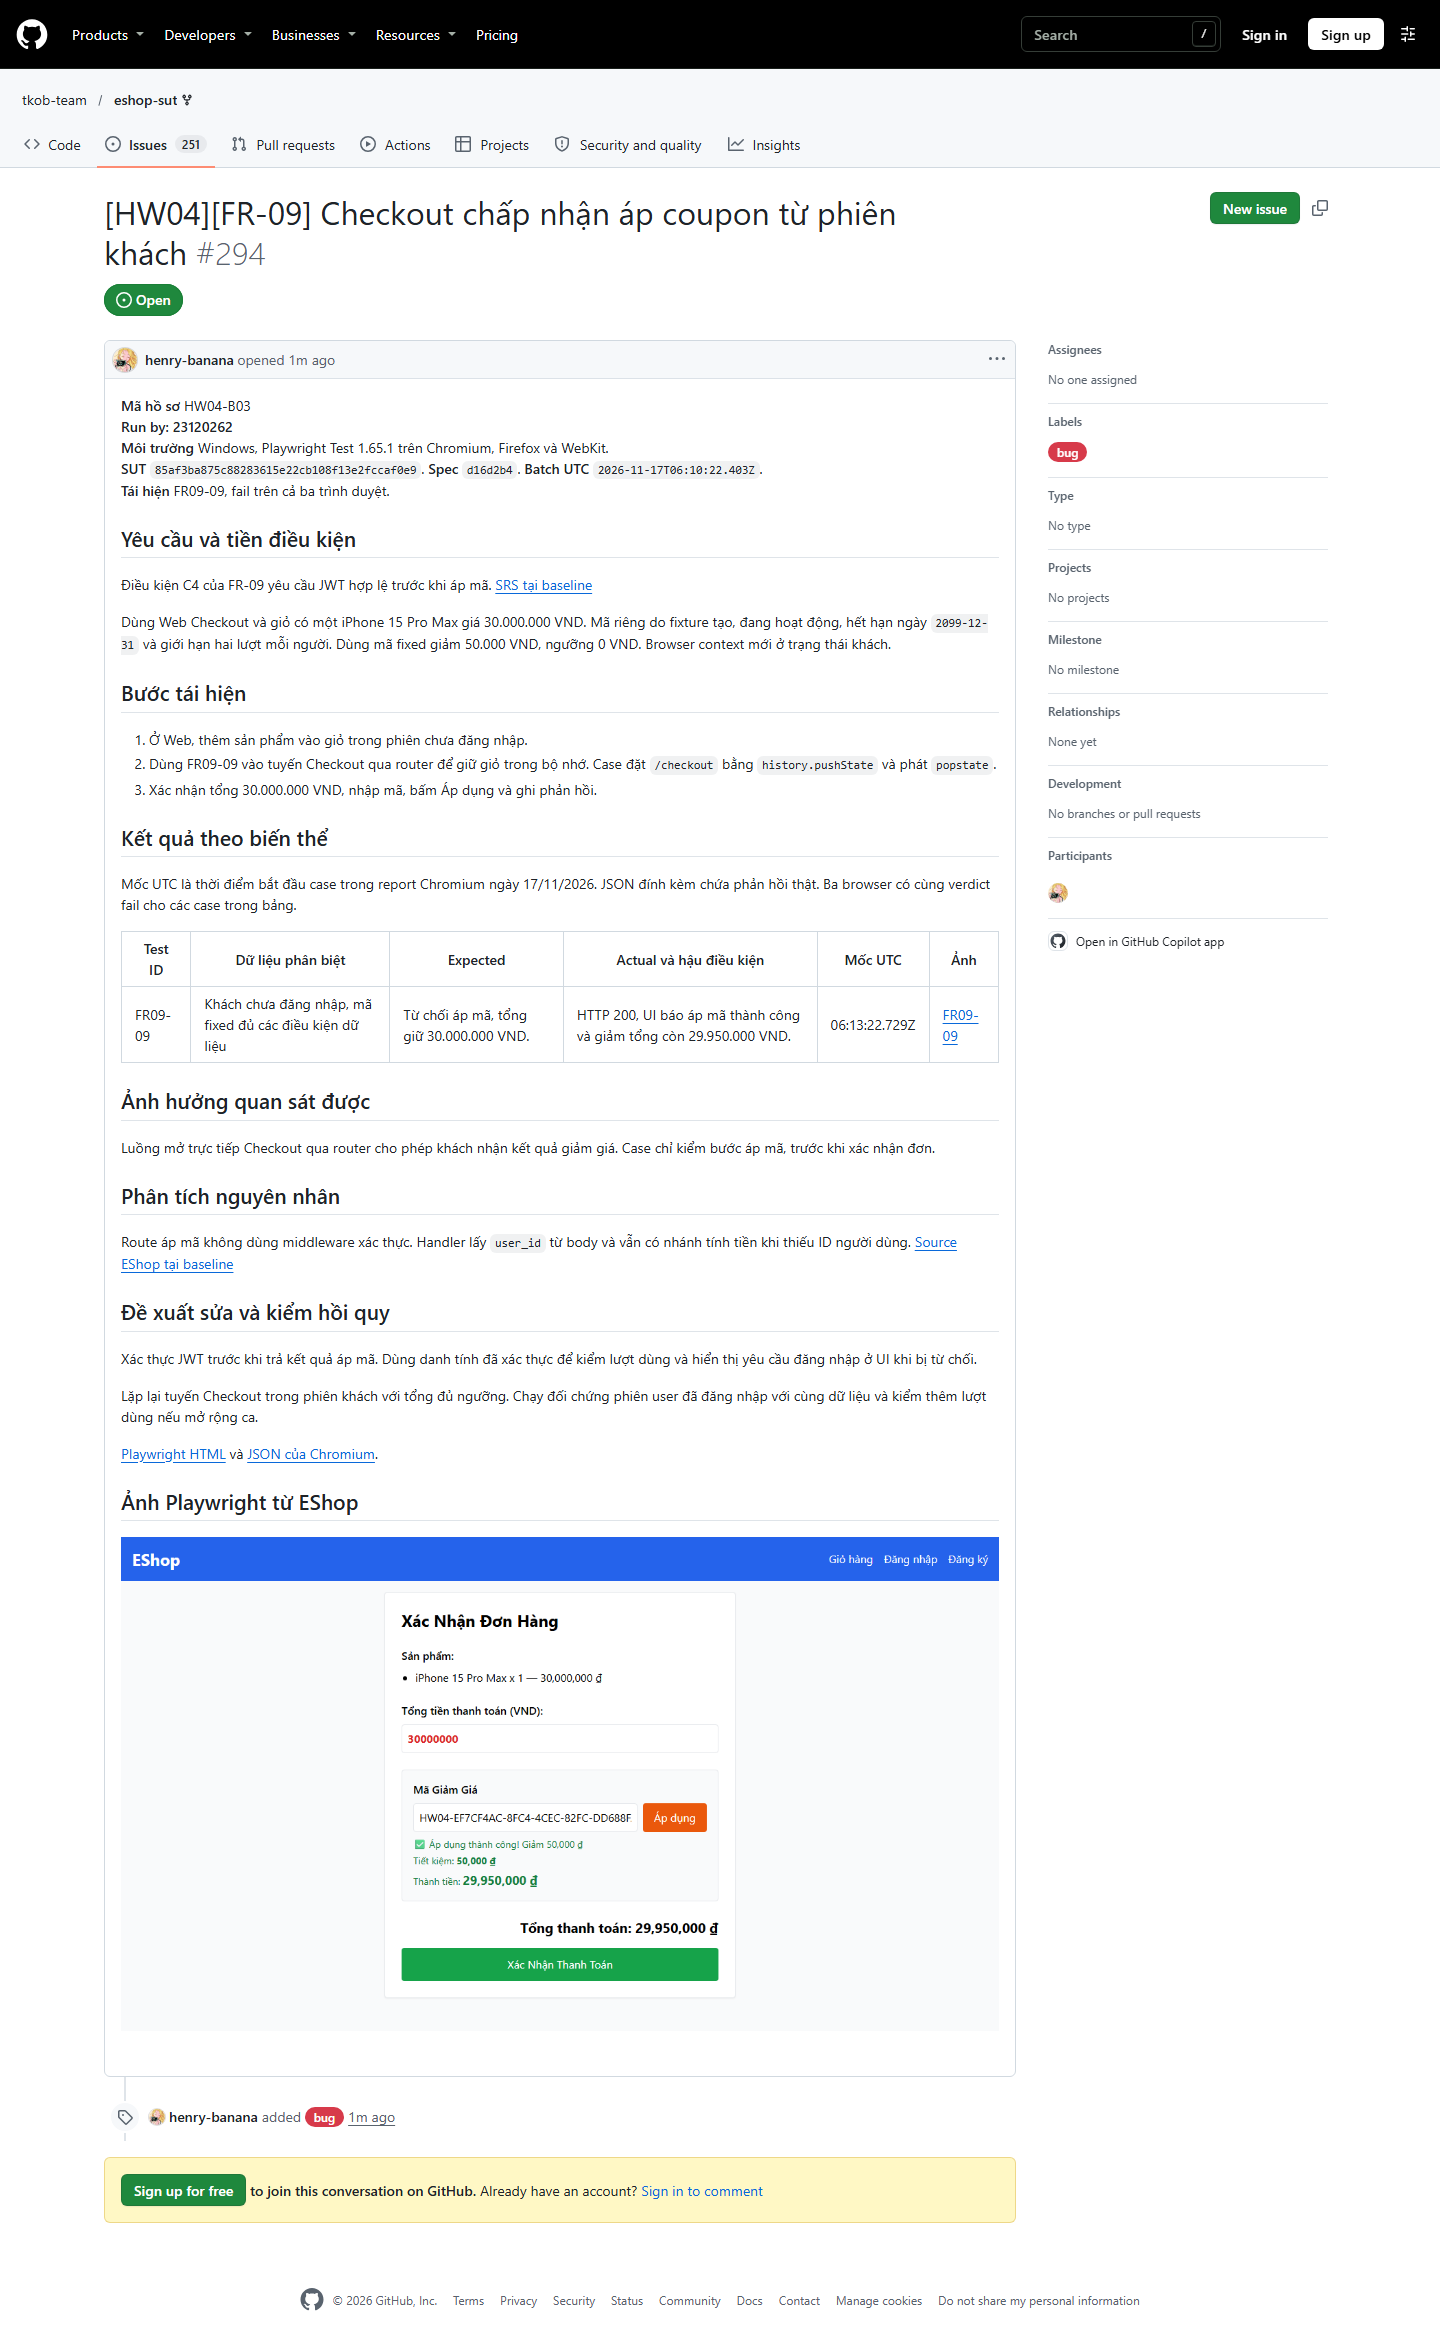 Products Developers Businesses Resources Pricing Search / Sign in Sign up
tkob-team / eshop-sut
Code Issues 251 Pull requests Actions Projects Security and quality Insights
[HW04][FR-09] Checkout chấp nhận áp coupon từ phiên
khách #294
New issue
Open
henry-banana opened 1m ago
Mã hồ sơ HW04-B03
Run by: 23120262
Môi trường Windows, Playwright Test 1.65.1 trên Chromium, Firefox và WebKit.
SUT 85af3ba875c88283615e22cb108f13e2fccaf0e9 . Spec d16d2b4 . Batch UTC 2026-11-17T06:10:22.403Z .
Tái hiện FR09-09, fail trên cả ba trình duyệt.
Yêu cầu và tiền điều kiện
Điều kiện C4 của FR-09 yêu cầu JWT hợp lệ trước khi áp mã. SRS tại baseline
Dùng Web Checkout và giỏ có một iPhone 15 Pro Max giá 30.000.000 VND. Mã riêng do fixture tạo, đang hoạt động, hết hạn ngày 2099-12-
31 và giới hạn hai lượt mỗi người. Dùng mã fixed giảm 50.000 VND, ngưỡng 0 VND. Browser context mới ở trạng thái khách.
Bước tái hiện
1. Ở Web, thêm sản phẩm vào giỏ trong phiên chưa đăng nhập.
2. Dùng FR09-09 vào tuyến Checkout qua router để giữ giỏ trong bộ nhớ. Case đặt /checkout bằng history.pushState và phát popstate .
3. Xác nhận tổng 30.000.000 VND, nhập mã, bấm Áp dụng và ghi phản hồi.
Kết quả theo biến thể
Mốc UTC là thời điểm bắt đầu case trong report Chromium ngày 17/11/2026. JSON đính kèm chứa phản hồi thật. Ba browser có cùng verdict
fail cho các case trong bảng.
Test ID Dữ liệu phân biệt Expected Actual và hậu điều kiện Mốc UTC Ảnh
FR09-09 Khách chưa đăng nhập, mã fixed đủ các điều kiện dữ liệu Từ chối áp mã, tổng giữ 30.000.000 VND. HTTP 200, UI báo áp mã thành công và giảm tổng còn 29.950.000 VND. 06:13:22.729Z FR09-09
Ảnh hưởng quan sát được
Luồng mở trực tiếp Checkout qua router cho phép khách nhận kết quả giảm giá. Case chỉ kiểm bước áp mã, trước khi xác nhận đơn.
Phân tích nguyên nhân
Route áp mã không dùng middleware xác thực. Handler lấy user_id từ body và vẫn có nhánh tính tiền khi thiếu ID người dùng. Source
EShop tại baseline
Đề xuất sửa và kiểm hồi quy
Xác thực JWT trước khi trả kết quả áp mã. Dùng danh tính đã xác thực để kiểm lượt dùng và hiển thị yêu cầu đăng nhập ở UI khi bị từ chối.
Lặp lại tuyến Checkout trong phiên khách với tổng đủ ngưỡng. Chạy đối chứng phiên user đã đăng nhập với cùng dữ liệu và kiểm thêm lượt
dùng nếu mở rộng ca.
Playwright HTML và JSON của Chromium.
Ảnh Playwright từ EShop
EShop Giỏ hàng Đăng nhập Đăng ký
Xác Nhận Đơn Hàng
Sản phẩm:
• iPhone 15 Pro Max x 1 — 30,000,000 ₫
Tổng tiền thanh toán (VND):
30000000
Mã Giảm Giá
HW04-EF7CF4AC-8FC4-4CEC-82FC-DD688F. Áp dụng
✅ Áp dụng thành công! Giảm 50,000 ₫
Tiết kiệm: 50,000 ₫
Thành tiền: 29,950,000 ₫
Tổng thanh toán: 29,950,000 ₫
Xác Nhận Thanh Toán
henry-banana added bug 1m ago
Sign up for free to join this conversation on GitHub. Already have an account? Sign in to comment
Assignees
No one assigned
Labels
bug
Type
No type
Projects
No projects
Milestone
No milestone
Relationships
None yet
Development
No branches or pull requests
Participants
Open in GitHub Copilot app
© 2026 GitHub, Inc. Terms Privacy Security Status Community Docs Contact Manage cookies Do not share my personal information